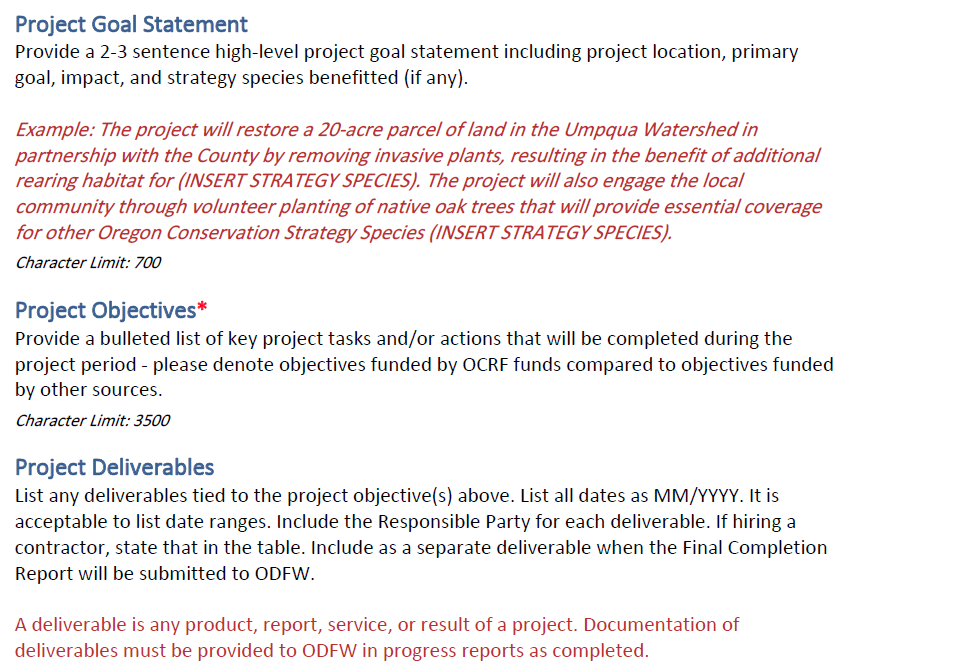 Project Goal Statement
Provide a 2-3 sentence high-level project goal statement including project location, primary
goal, impact, and strategy species benefitted (if any).
Example: The project will restore a 20-acre parcel of land in the Umpqua Watershed in
partnership with the County by removing invasive plants, resulting in the benefit of additional
rearing habitat for (INSERT STRATEGY SPECIES). The project will also engage the local
community through volunteer planting of native oak trees that will provide essential coverage
for other Oregon Conservation Strategy Species (INSERT STRATEGY SPECIES).
Character Limit: 700
Project Objectives*
Provide a bulleted list of key project tasks and/or actions that will be completed during the
project period - please denote objectives funded by OCRF funds compared to objectives funded
by other sources.
Character Limit: 3500
Project Deliverables
List any deliverables tied to the project objective(s) above. List all dates as MM/YYYY. It is
acceptable to list date ranges. Include the Responsible Party for each deliverable. If hiring a
contractor, state that in the table. Include as a separate deliverable when the Final Completion
Report will be submitted to ODFW.
A deliverable is any product, report, service, or result of a project. Documentation of
deliverables must be provided to ODFW in progress reports as completed.